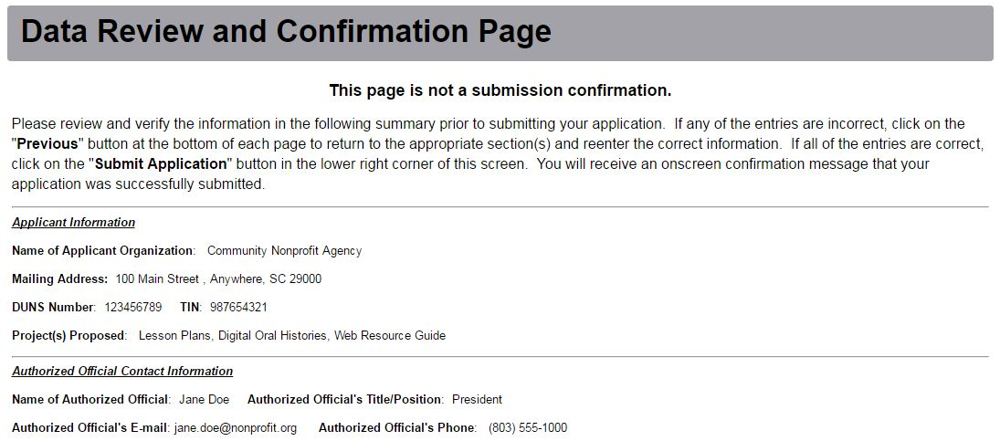 Data Review and Confirmation Page
This page is not a submission confirmation.
Please review and verify the information in the following summary prior to submitting your application.  If any of the entries are incorrect, click on the
"Previous" button at the bottom of each page to return to the appropriate section(s) and reenter the correct information.  If all of the entries are correct,
click on the "Submit Application" button in the lower right corner of this screen.  You will receive an onscreen confirmation message that your
application was successfully submitted.
Applicant Information
Name of Applicant Organization:   Community Nonprofit Agency
Mailing Address:  100 Main Street , Anywhere, SC 29000
DUNS Number:  123456789     TIN:  987654321
Project(s) Proposed:   Lesson Plans, Digital Oral Histories, Web Resource Guide
Authorized Official Contact Information
Name of Authorized Official:  Jane Doe     Authorized Official's Title/Position:  President
Authorized Official's E-mail: jane.doe@nonprofit.org      Authorized Official's Phone:   (803) 555-1000